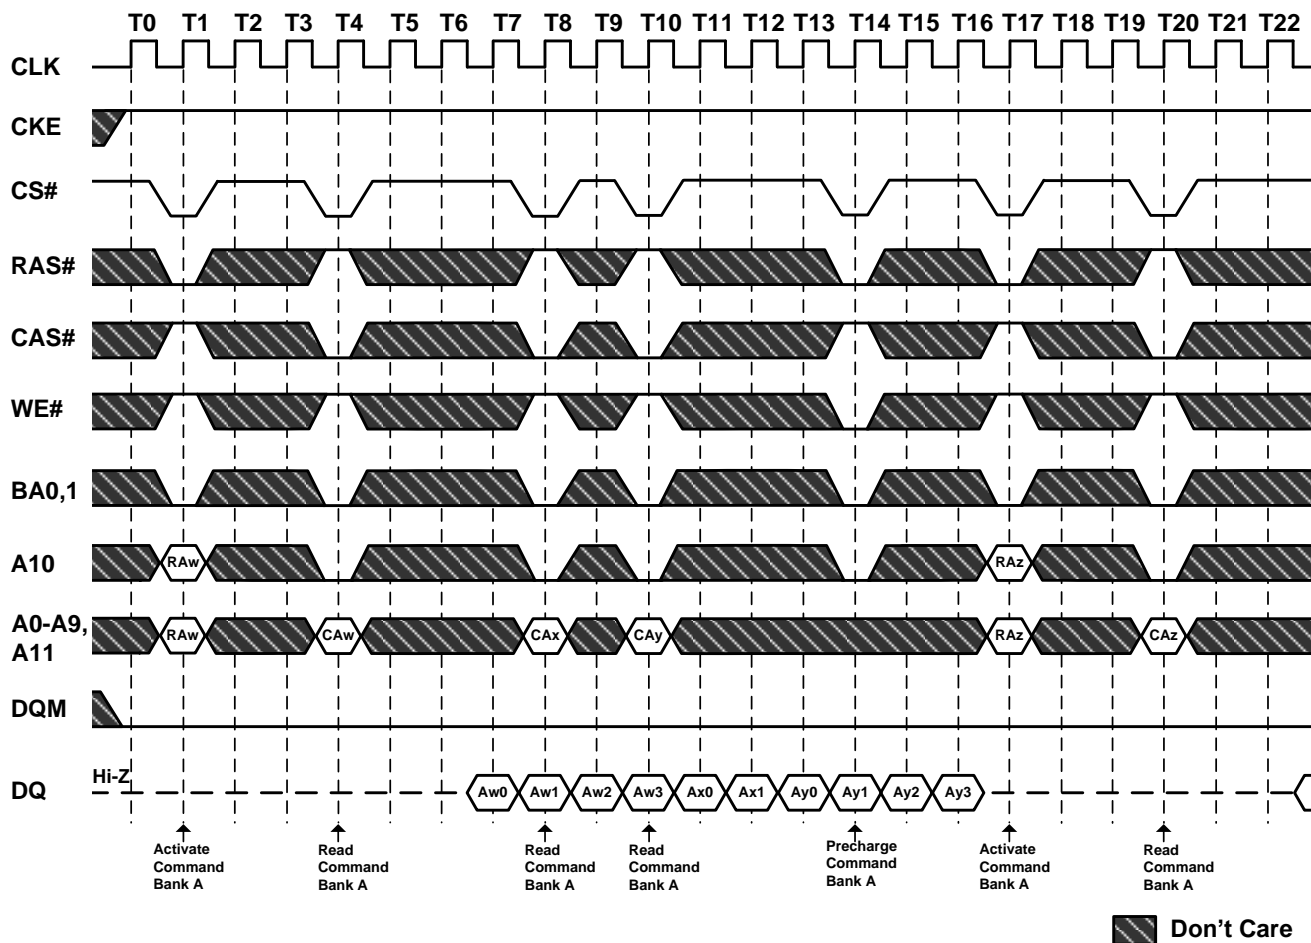 T0 T1 T2 T3 T4 T5 T6 T7 T8 T9 T10 T11 T12 T13 T14 T15 T16 T17 T18 T19 T20 T21 T22
CLK
CKE
CS#
RAS#
CAS#
WE#
BA0,1
A10 RAw RAz
A0-A9,
A11 RAw CAw CAx CAy RAz CAz
DQM
Hi-Z
DQ Aw0 Aw1 Aw2 Aw3 Ax0 Ax1 Ay0 Ay1 Ay2 Ay3
Activate
Command
Bank A
Read
Command
Bank A
Read
Command
Bank A
Read
Command
Bank A
Precharge
Command
Bank A
Activate
Command
Bank A
Read
Command
Bank A
Don't Care